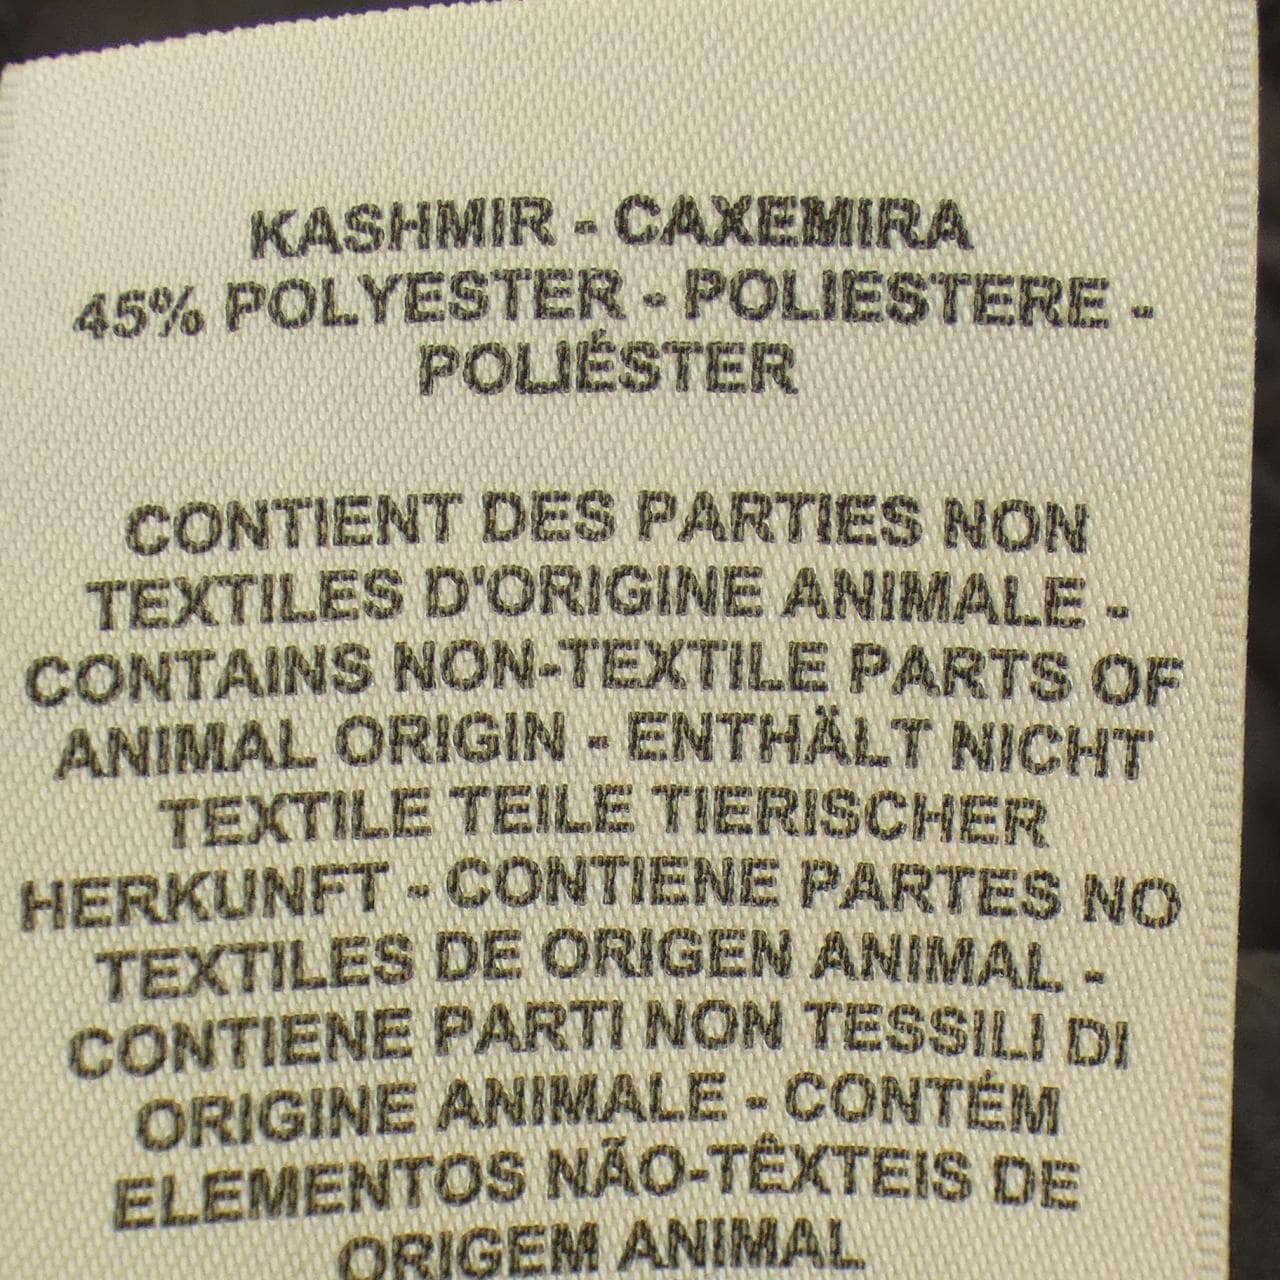 KASHMIR - CAXEMIRA
45% POLYESTER - POLIESTERE -
POLIÉSTER
CONTIENT DES PARTIES NON
TEXTILES D'ORIGINE ANIMALE -
CONTAINS NON-TEXTILE PARTS OF
ANIMAL ORIGIN - ENTHÄLT NICHT
TEXTILE TEILE TIERISCHER
HERKUNFT - CONTIENE PARTES NO
TEXTILES DE ORIGEN ANIMAL -
CONTIENE PARTI NON TESSILI DI
ORIGINE ANIMALE - CONTÉM
ELEMENTOS NÃO-TÊXTEIS DE
ORIGEM ANIMAL